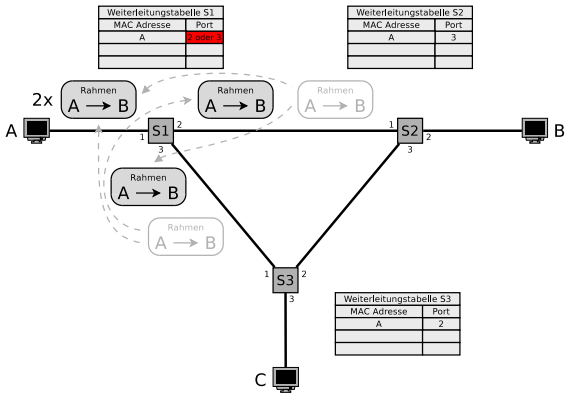 Weiterleitungstabelle S1
MAC Adresse Port
A 2 oder 3
Weiterleitungstabelle S2
MAC Adresse Port
A 3
2x
Rahmen
A → B
Rahmen
A → B
Rahmen
A → B
A
1
S1
2
3
1
S2
2
3
B
Rahmen
A → B
Rahmen
A → B
1
S3
2
3
Weiterleitungstabelle S3
MAC Adresse Port
A 2
C